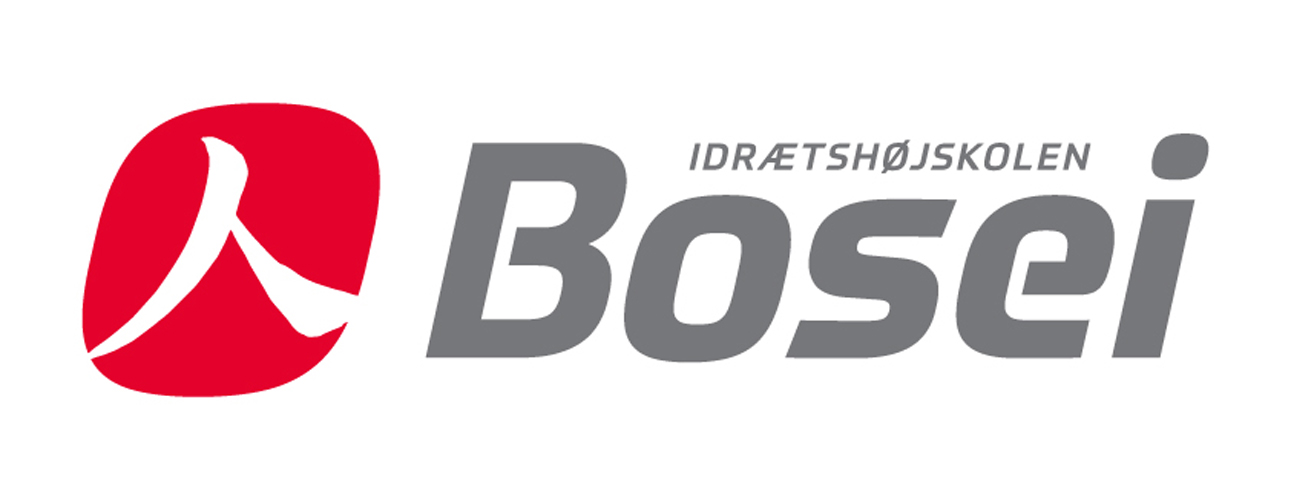 人
IDRÆTSHØJSKOLEN
Bosei